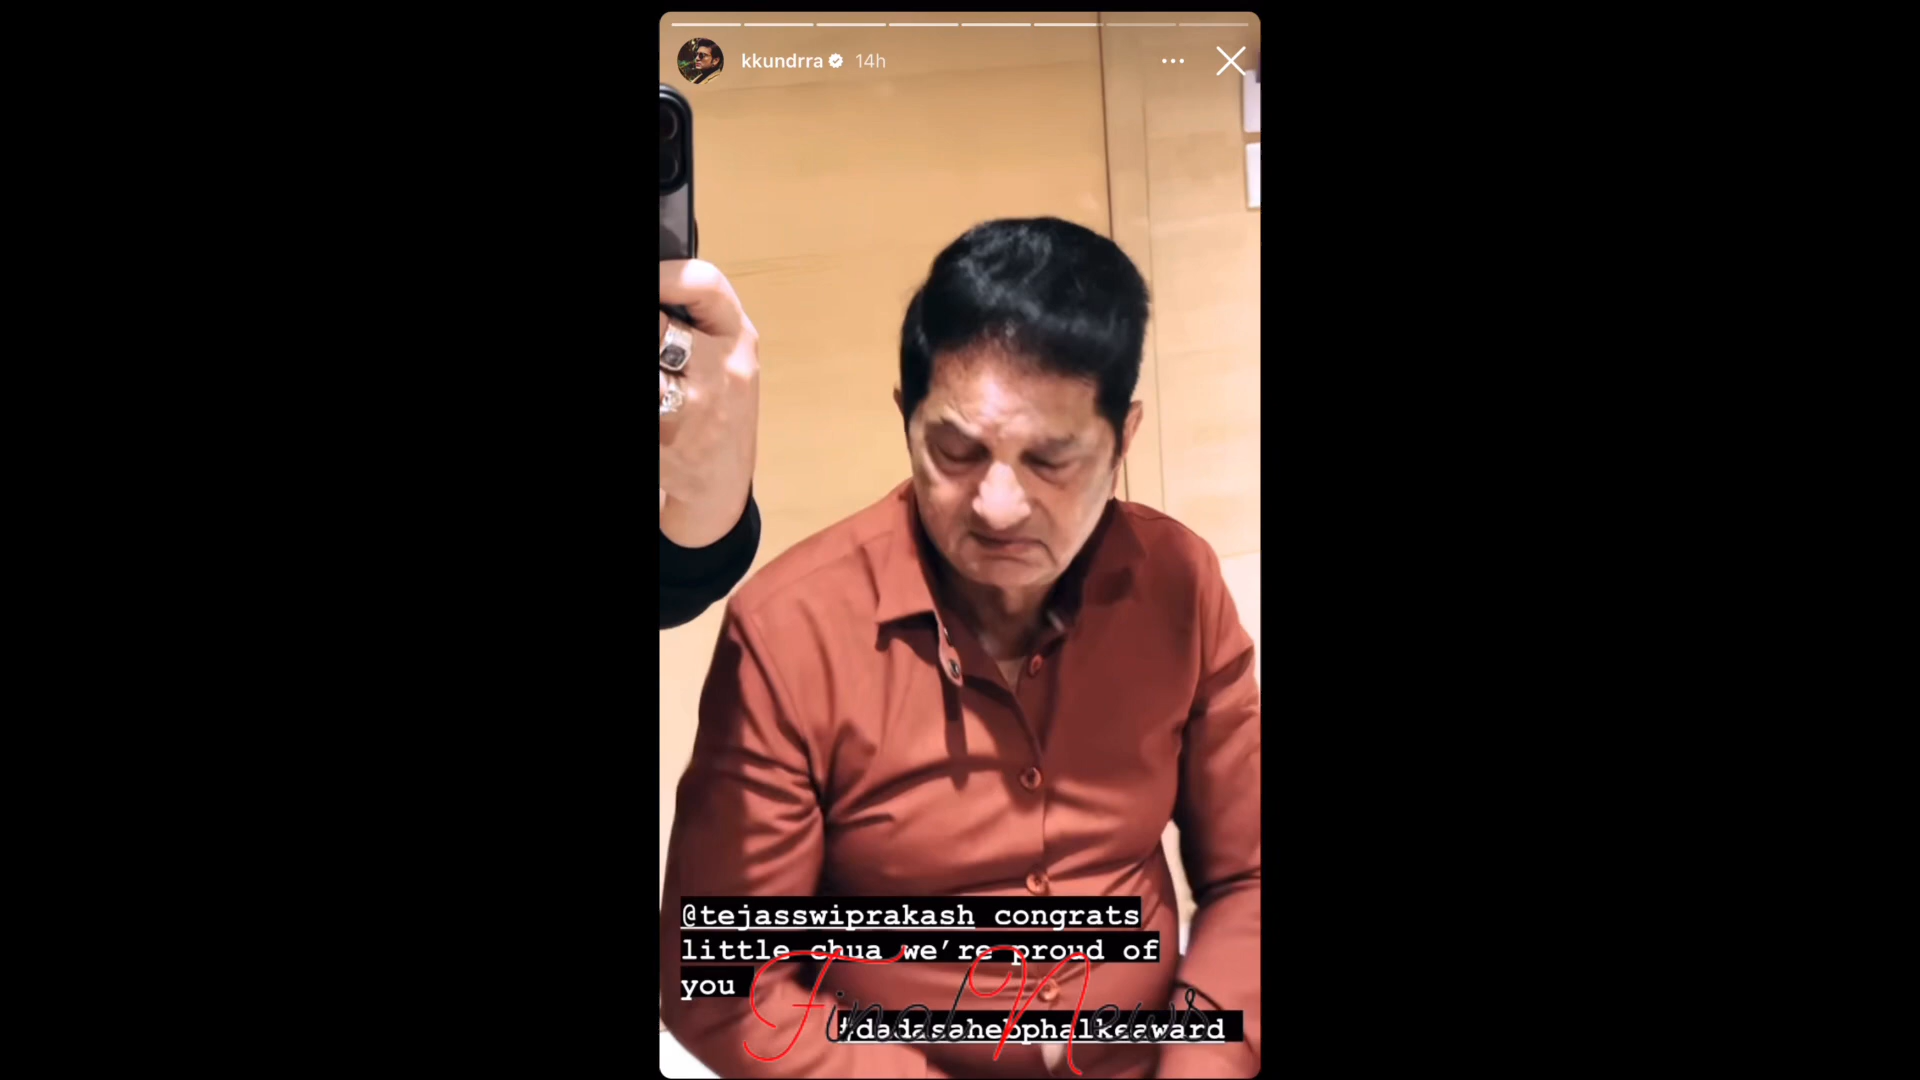 kkundrra 14h
@tejasswiprakash congrats
little chua we’re proud of
you
Final News
#dadasahebphalkeaward